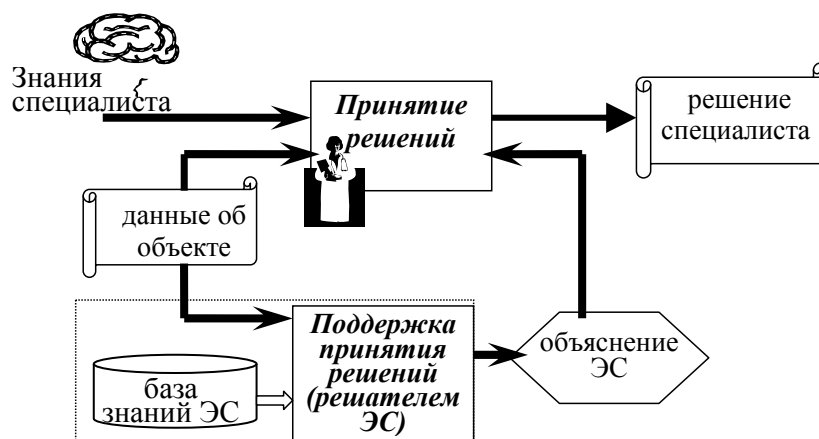 Знания
специалиста
Принятие
решений
решение
специалиста
данные об
объекте
Поддержка
принятия
решений
(решателем
ЭС)
база
знаний ЭС
объяснение
ЭС